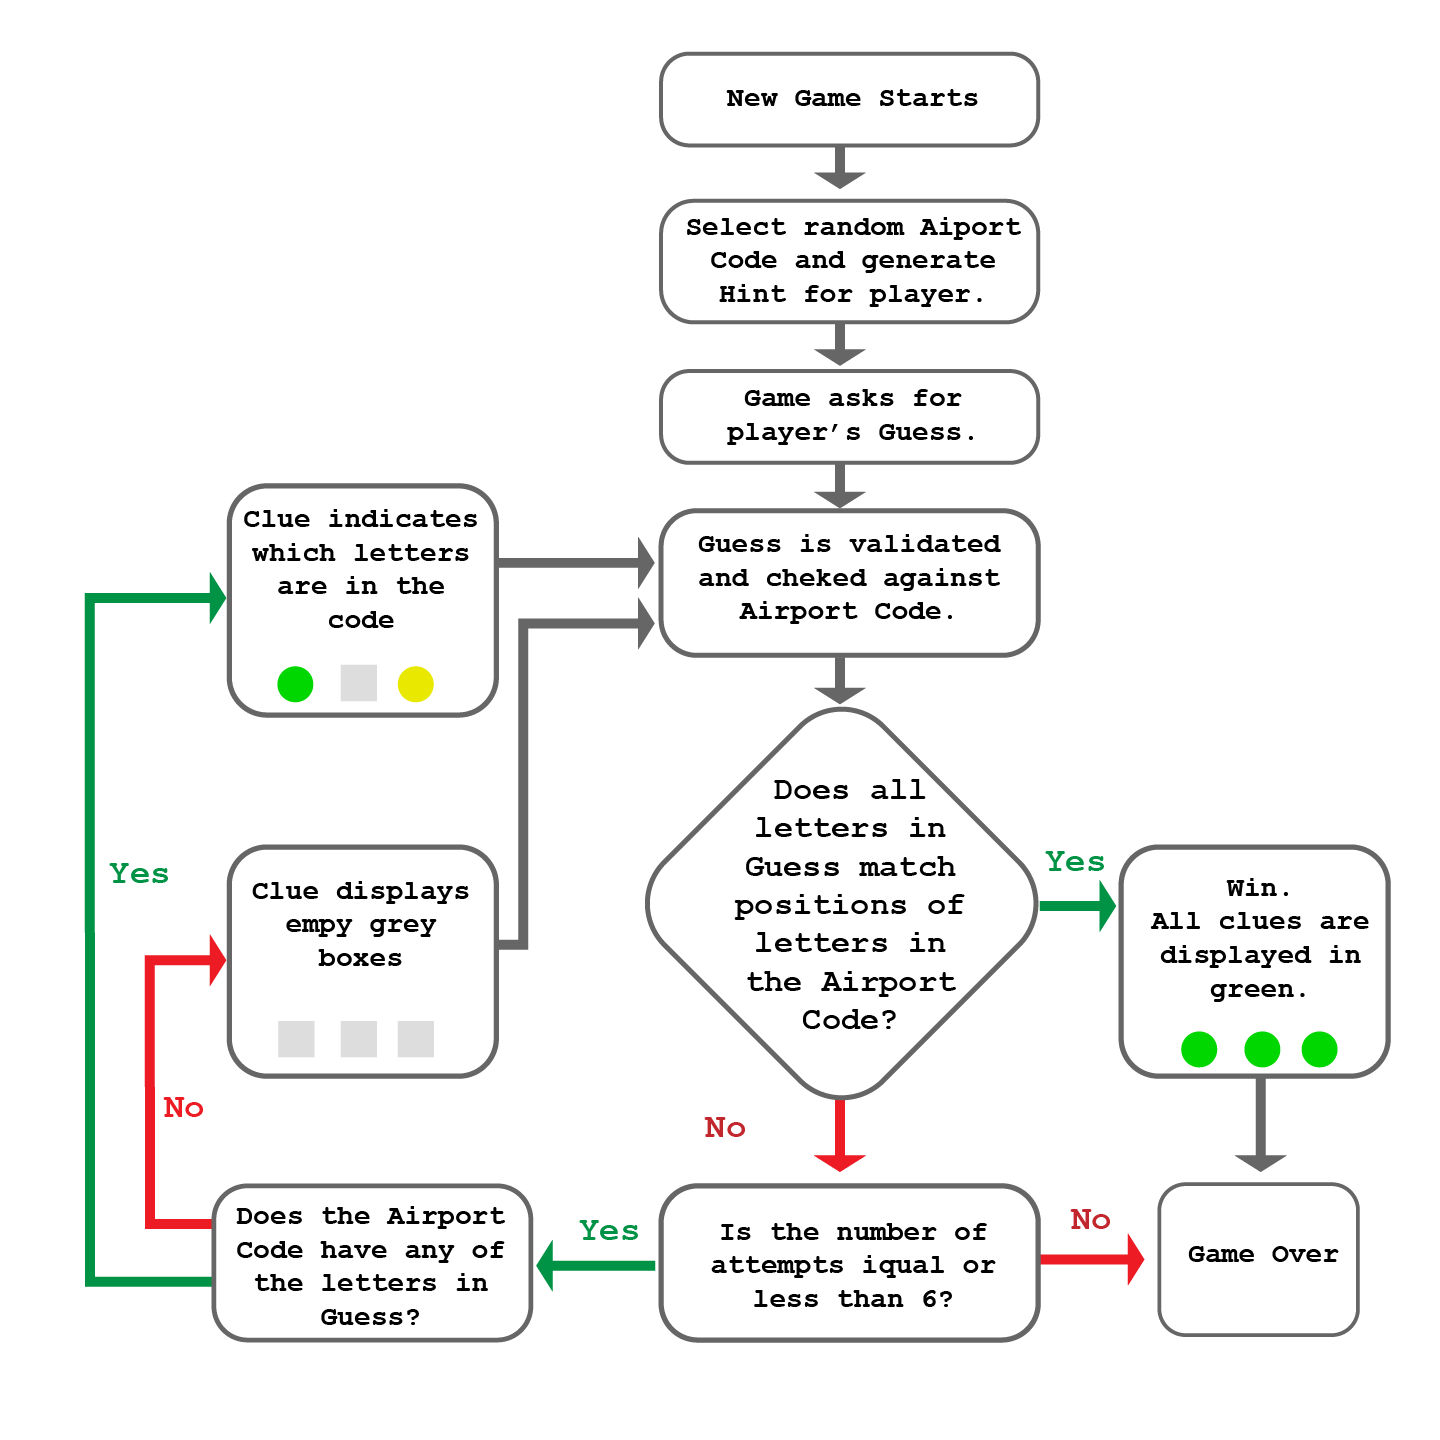 New Game Starts
Select random Aiport
Code and generate
Hint for player.
Game asks for
player’s Guess.
Clue indicates
which letters
are in the
code
Guess is validated
and cheked against
Airport Code.
Does all
letters in
Guess match
positions of
letters in
the Airport
Code?
Yes
Win.
All clues are
displayed in
green.
Yes
Clue displays
empy grey
boxes
No
No
Does the Airport
Code have any of
the letters in
Guess?
Yes
Is the number of
attempts iqual or
less than 6?
No
Game Over